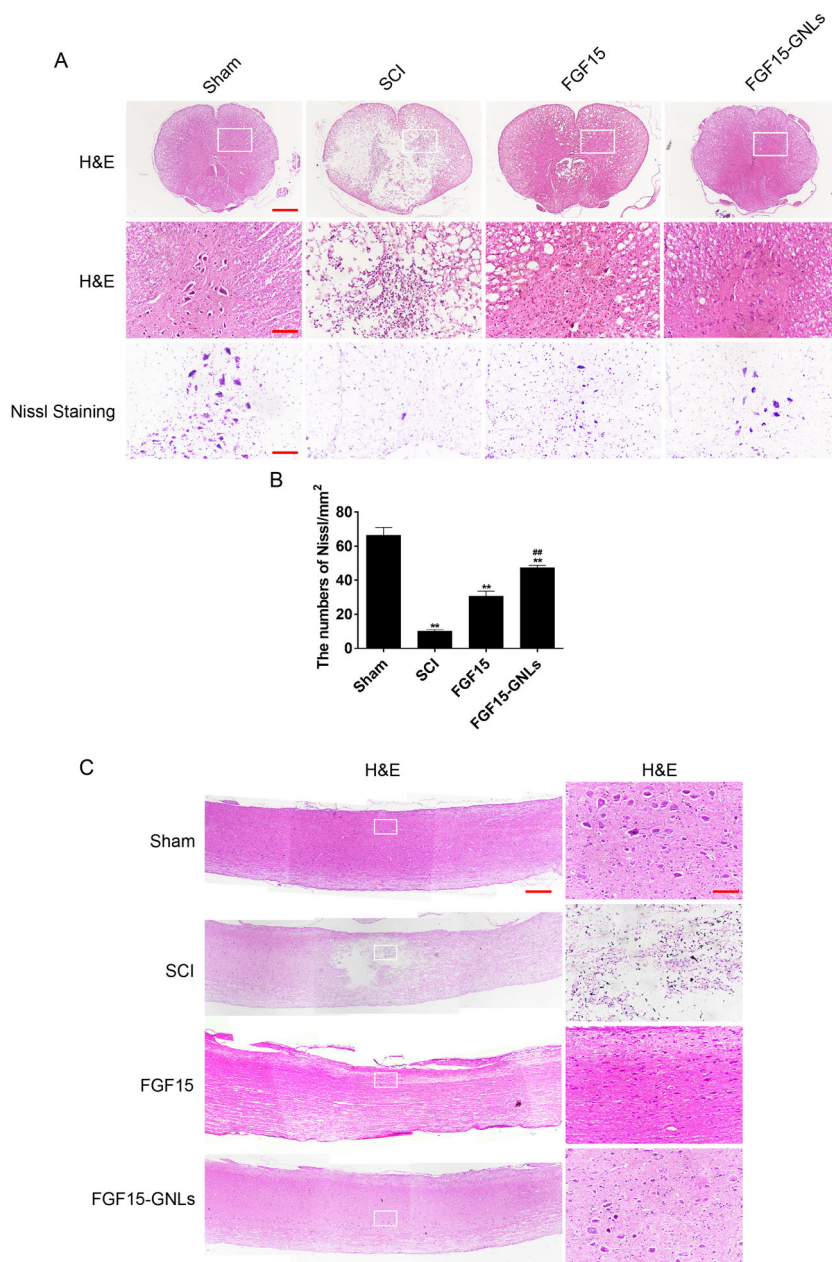 A
Sham
SCI
FGF15
FGF15-GNLs
H&E
H&E
Nissl Staining
B
The numbers of Nissl/mm²
80
60
40
20
0
**
**
##
**
Sham
SCI
FGF15
FGF15-GNLs
C
H&E
H&E
Sham
SCI
FGF15
FGF15-GNLs